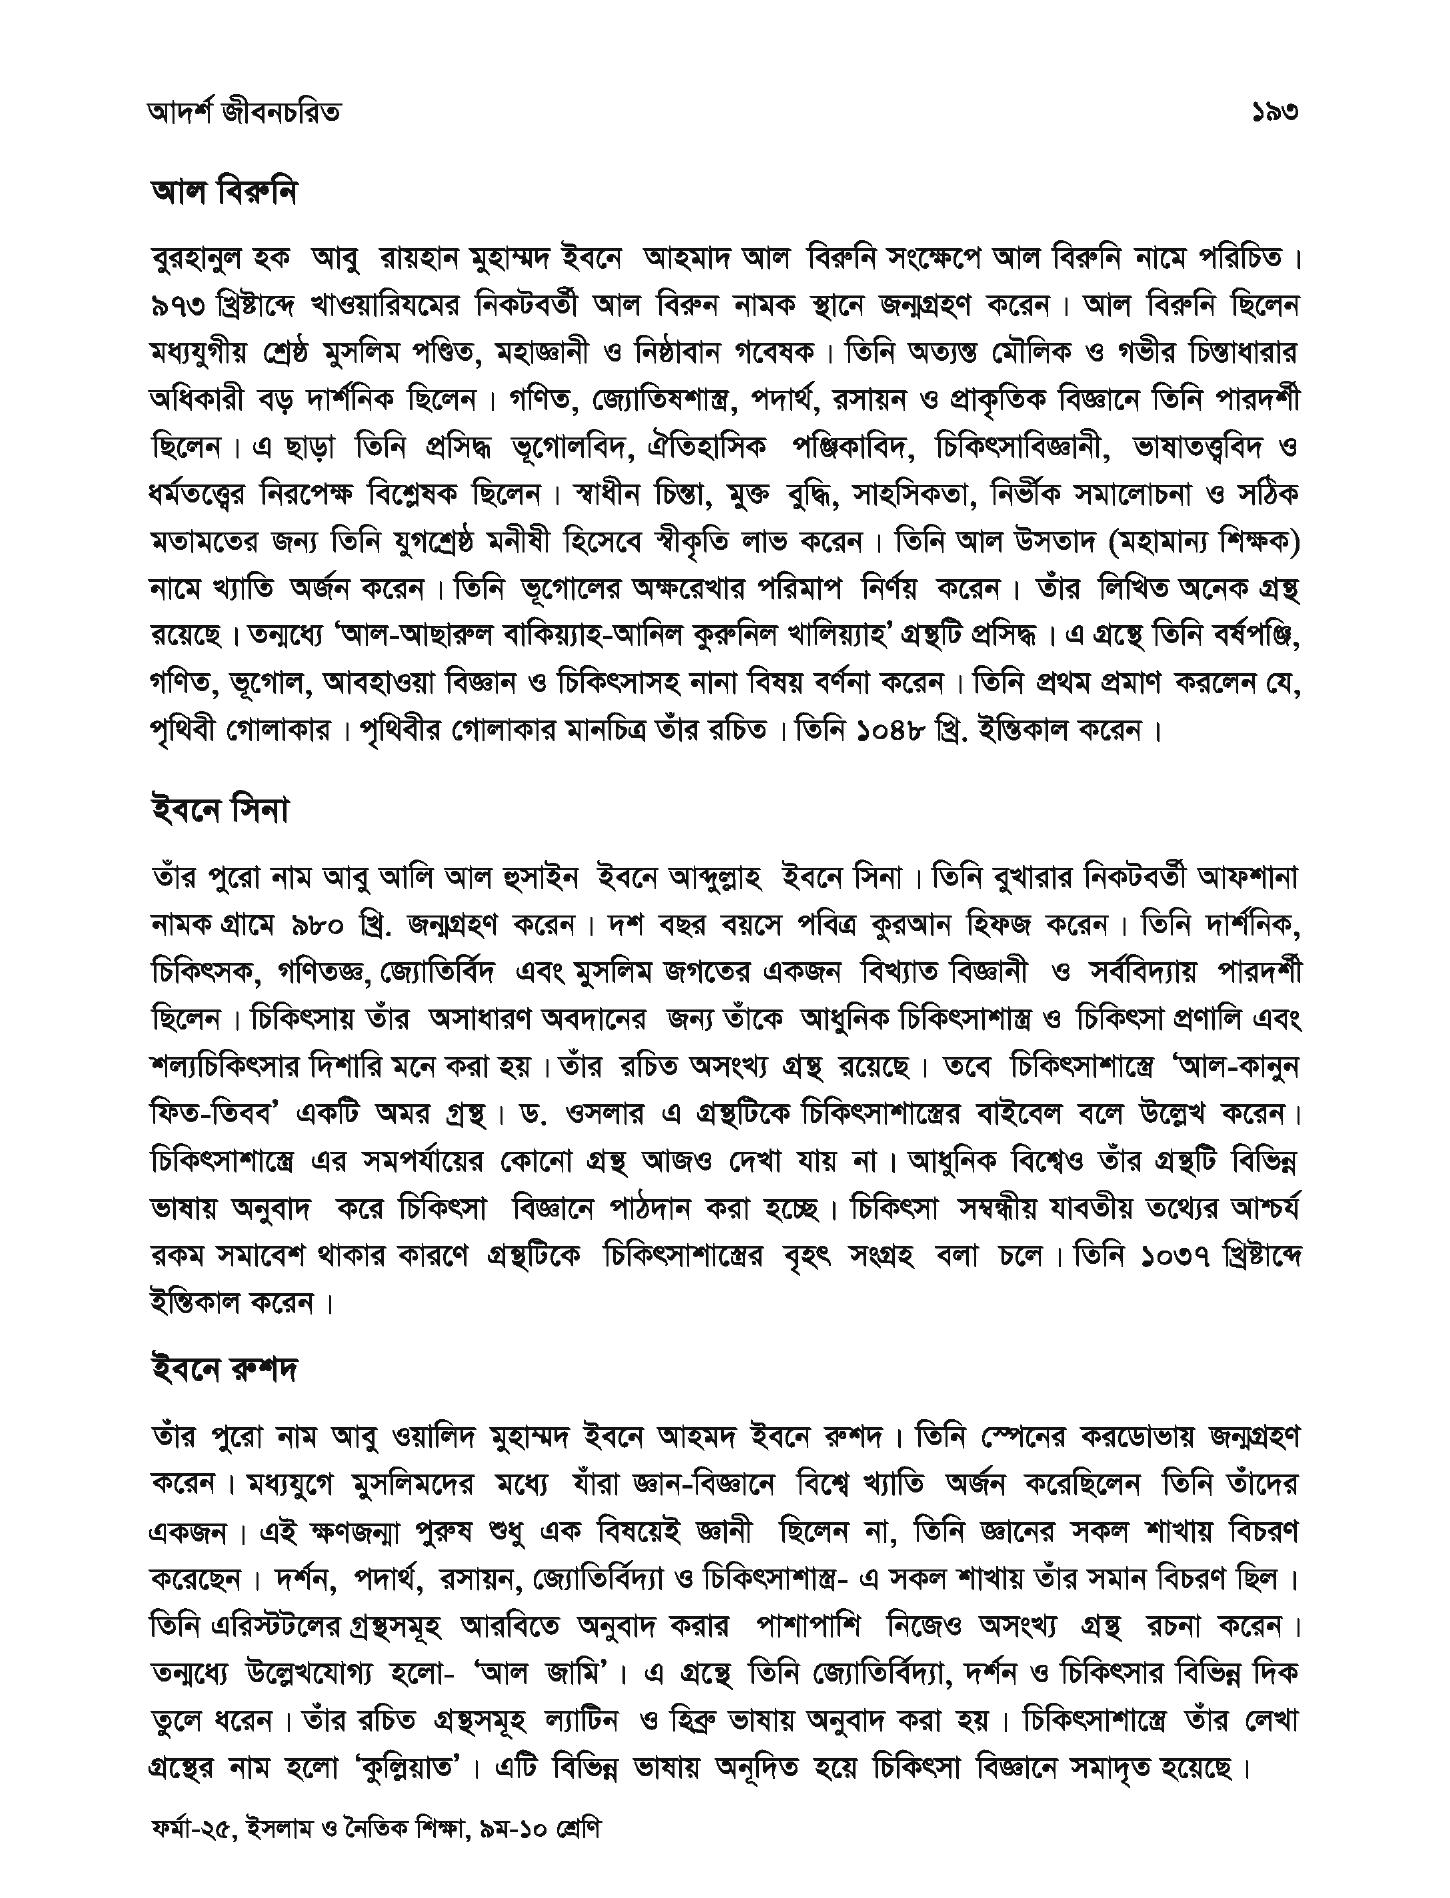 আদর্শ জীবনচরিত ১৯৩
আল বিরুনি
বুরহানুল হক আবু রায়হান মুহাম্মদ ইবনে আহমাদ আল বিরুনি সংক্ষেপে আল বিরুনি নামে পরিচিত।
৯৭৩ খ্রিষ্টাব্দে খাওয়ারিযমের নিকটবর্তী আল বিরুন নামক স্থানে জন্মগ্রহণ করেন। আল বিরুনি ছিলেন
মধ্যযুগীয় শ্রেষ্ঠ মুসলিম পণ্ডিত, মহাজ্ঞানী ও নিষ্ঠাবান গবেষক। তিনি অত্যন্ত মৌলিক ও গভীর চিন্তাধারার
অধিকারী বড় দার্শনিক ছিলেন। গণিত, জ্যোতিষশাস্ত্র, পদার্থ, রসায়ন ও প্রাকৃতিক বিজ্ঞানে তিনি পারদর্শী
ছিলেন। এ ছাড়া তিনি প্রসিদ্ধ ভূগোলবিদ, ঐতিহাসিক পঞ্জিকাবিদ, চিকিৎসাবিজ্ঞানী, ভাষাতত্ত্ববিদ ও
ধর্মতত্ত্বের নিরপেক্ষ বিশ্লেষক ছিলেন। স্বাধীন চিন্তা, মুক্ত বুদ্ধি, সাহসিকতা, নির্ভীক সমালোচনা ও সঠিক
মতামতের জন্য তিনি যুগশ্রেষ্ঠ মনীষী হিসেবে স্বীকৃতি লাভ করেন। তিনি আল উসতাদ (মহামান্য শিক্ষক)
নামে খ্যাতি অর্জন করেন। তিনি ভূগোলের অক্ষরেখার পরিমাপ নির্ণয় করেন। তাঁর লিখিত অনেক গ্রন্থ
রয়েছে। তন্মধ্যে ‘আল-আছারুল বাকিয়্যাহ-আনিল কুরুনিল খালিয়্যাহ’ গ্রন্থটি প্রসিদ্ধ। এ গ্রন্থে তিনি বর্ষপঞ্জি,
গণিত, ভূগোল, আবহাওয়া বিজ্ঞান ও চিকিৎসাসহ নানা বিষয় বর্ণনা করেন। তিনি প্রথম প্রমাণ করলেন যে,
পৃথিবী গোলাকার। পৃথিবীর গোলাকার মানচিত্র তাঁর রচিত। তিনি ১০৪৮ খ্রি. ইন্তিকাল করেন।
ইবনে সিনা
তাঁর পুরো নাম আবু আলি আল হুসাইন ইবনে আব্দুল্লাহ ইবনে সিনা। তিনি বুখারার নিকটবর্তী আফশানা
নামক গ্রামে ৯৮০ খ্রি. জন্মগ্রহণ করেন। দশ বছর বয়সে পবিত্র কুরআন হিফজ করেন। তিনি দার্শনিক,
চিকিৎসক, গণিতজ্ঞ, জ্যোতির্বিদ এবং মুসলিম জগতের একজন বিখ্যাত বিজ্ঞানী ও সর্ববিদ্যায় পারদর্শী
ছিলেন। চিকিৎসায় তাঁর অসাধারণ অবদানের জন্য তাঁকে আধুনিক চিকিৎসাশাস্ত্র ও চিকিৎসা প্রণালি এবং
শল্যচিকিৎসার দিশারি মনে করা হয়। তাঁর রচিত অসংখ্য গ্রন্থ রয়েছে। তবে চিকিৎসাশাস্ত্রে ‘আল-কানুন
ফিত-তিবব’ একটি অমর গ্রন্থ। ড. ওসলার এ গ্রন্থটিকে চিকিৎসাশাস্ত্রের বাইবেল বলে উল্লেখ করেন।
চিকিৎসাশাস্ত্রে এর সমপর্যায়ের কোনো গ্রন্থ আজও দেখা যায় না। আধুনিক বিশ্বেও তাঁর গ্রন্থটি বিভিন্ন
ভাষায় অনুবাদ করে চিকিৎসা বিজ্ঞানে পাঠদান করা হচ্ছে। চিকিৎসা সম্বন্ধীয় যাবতীয় তথ্যের আশ্চর্য
রকম সমাবেশ থাকার কারণে গ্রন্থটিকে চিকিৎসাশাস্ত্রের বৃহৎ সংগ্রহ বলা চলে। তিনি ১০৩৭ খ্রিষ্টাব্দে
ইন্তিকাল করেন।
ইবনে রুশদ
তাঁর পুরো নাম আবু ওয়ালিদ মুহাম্মদ ইবনে আহমদ ইবনে রুশদ। তিনি স্পেনের করডোভায় জন্মগ্রহণ
করেন। মধ্যযুগে মুসলিমদের মধ্যে যাঁরা জ্ঞান-বিজ্ঞানে বিশ্বে খ্যাতি অর্জন করেছিলেন তিনি তাঁদের
একজন। এই ক্ষণজন্মা পুরুষ শুধু এক বিষয়েই জ্ঞানী ছিলেন না, তিনি জ্ঞানের সকল শাখায় বিচরণ
করেছেন। দর্শন, পদার্থ, রসায়ন, জ্যোতির্বিদ্যা ও চিকিৎসাশাস্ত্র- এ সকল শাখায় তাঁর সমান বিচরণ ছিল।
তিনি এরিস্টটলের গ্রন্থসমূহ আরবিতে অনুবাদ করার পাশাপাশি নিজেও অসংখ্য গ্রন্থ রচনা করেন।
তন্মধ্যে উল্লেখযোগ্য হলো- ‘আল জামি’। এ গ্রন্থে তিনি জ্যোতির্বিদ্যা, দর্শন ও চিকিৎসার বিভিন্ন দিক
তুলে ধরেন। তাঁর রচিত গ্রন্থসমূহ ল্যাটিন ও হিব্রু ভাষায় অনুবাদ করা হয়। চিকিৎসাশাস্ত্রে তাঁর লেখা
গ্রন্থের নাম হলো ‘কুল্লিয়াত’। এটি বিভিন্ন ভাষায় অনূদিত হয়ে চিকিৎসা বিজ্ঞানে সমাদৃত হয়েছে।
ফর্মা-২৫, ইসলাম ও নৈতিক শিক্ষা, ৯ম-১০ শ্রেণি